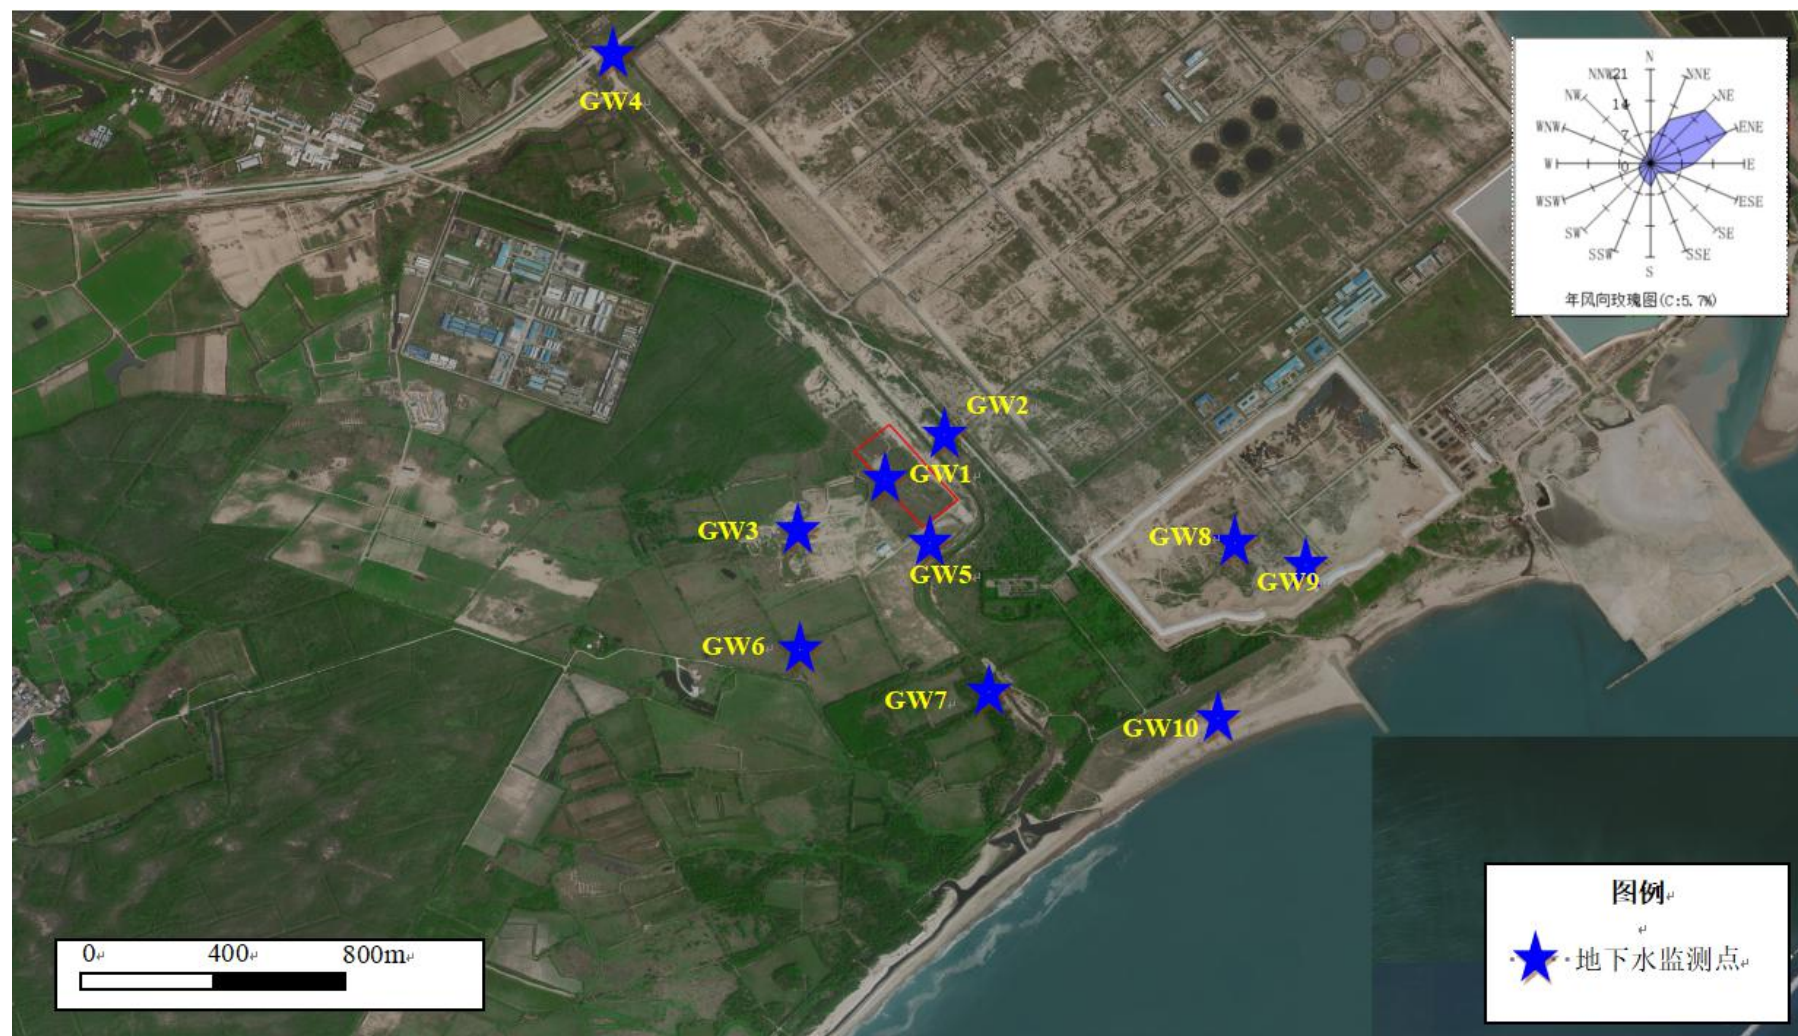 GW4
N
NNW
21
NNE
NW
14
NE
WNW
7
ENE
W
0
E
WSW
ESE
SW
SE
SSW
SSE
S
年风向玫瑰图(C:5.7%)
GW2
GW1
GW3
GW5
GW8
GW9
GW6
GW7
GW10
0 400 800m
图例
地下水监测点